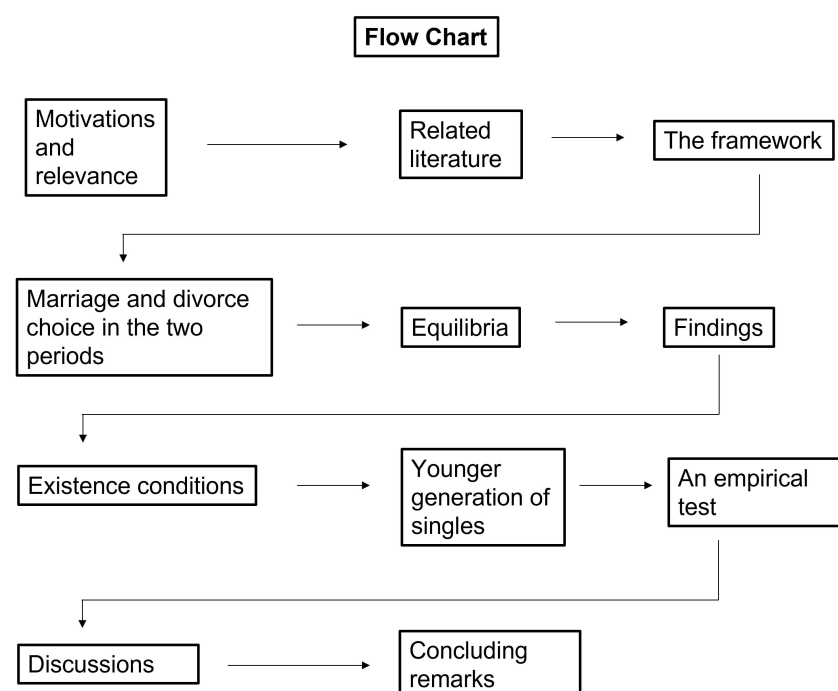 Flow Chart
Motivations
and
relevance
Related
literature
The framework
Marriage and divorce
choice in the two
periods
Equilibria
Findings
Existence conditions
Younger
generation of
singles
An empirical
test
Discussions
Concluding
remarks